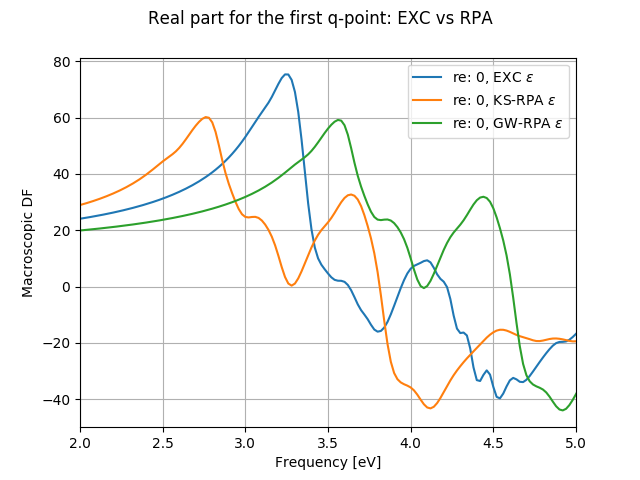 Real part for the first q-point: EXC vs RPA
re: 0, EXC ε
re: 0, KS-RPA ε
re: 0, GW-RPA ε
Macroscopic DF
80
60
40
20
0
−20
−40
2.0 2.5 3.0 3.5 4.0 4.5 5.0
Frequency [eV]